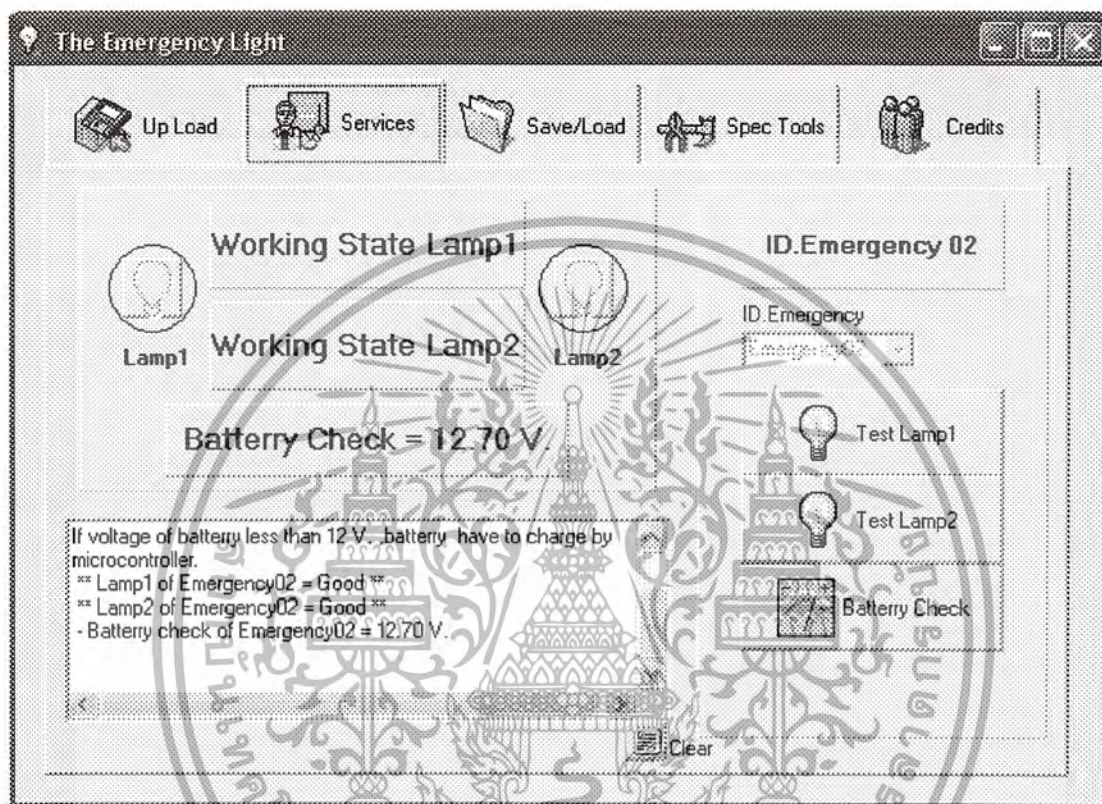 The Emergency Light
Up Load
Services
Save/Load
Spec Tools
Credits
Working State Lamp1
Working State Lamp2
Lamp1
Lamp2
Batterry Check = 12.70 V.
ID.Emergency 02
ID.Emergency
Emergency02
Test Lamp1
Test Lamp2
Batterry Check
If voltage of batterry less than 12 V. ,batterry have to charge by
microcontroller.
** Lamp1 of Emergency02 = Good **
** Lamp2 of Emergency02 = Good **
- Batterry check of Emergency02 = 12.70 V.
Clear